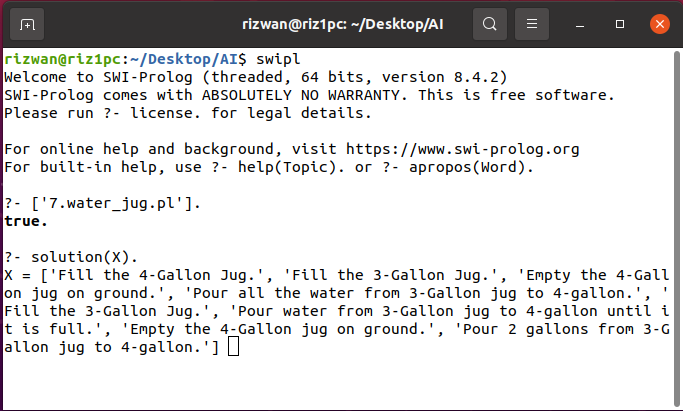 rizwan@riz1pc: ~/Desktop/AI
rizwan@riz1pc:~/Desktop/AI$ swipl
Welcome to SWI-Prolog (threaded, 64 bits, version 8.4.2)
SWI-Prolog comes with ABSOLUTELY NO WARRANTY. This is free software.
Please run ?- license. for legal details.
For online help and background, visit https://www.swi-prolog.org
For built-in help, use ?- help(Topic). or ?- apropos(Word).
?- ['7.water_jug.pl'].
true.
?- solution(X).
X = ['Fill the 4-Gallon Jug.', 'Fill the 3-Gallon Jug.', 'Empty the 4-Gall
on jug on ground.', 'Pour all the water from 3-Gallon jug to 4-gallon.', '
Fill the 3-Gallon Jug.', 'Pour water from 3-Gallon jug to 4-gallon until i
t is full.', 'Empty the 4-Gallon jug on ground.', 'Pour 2 gallons from 3-G
allon jug to 4-gallon.']